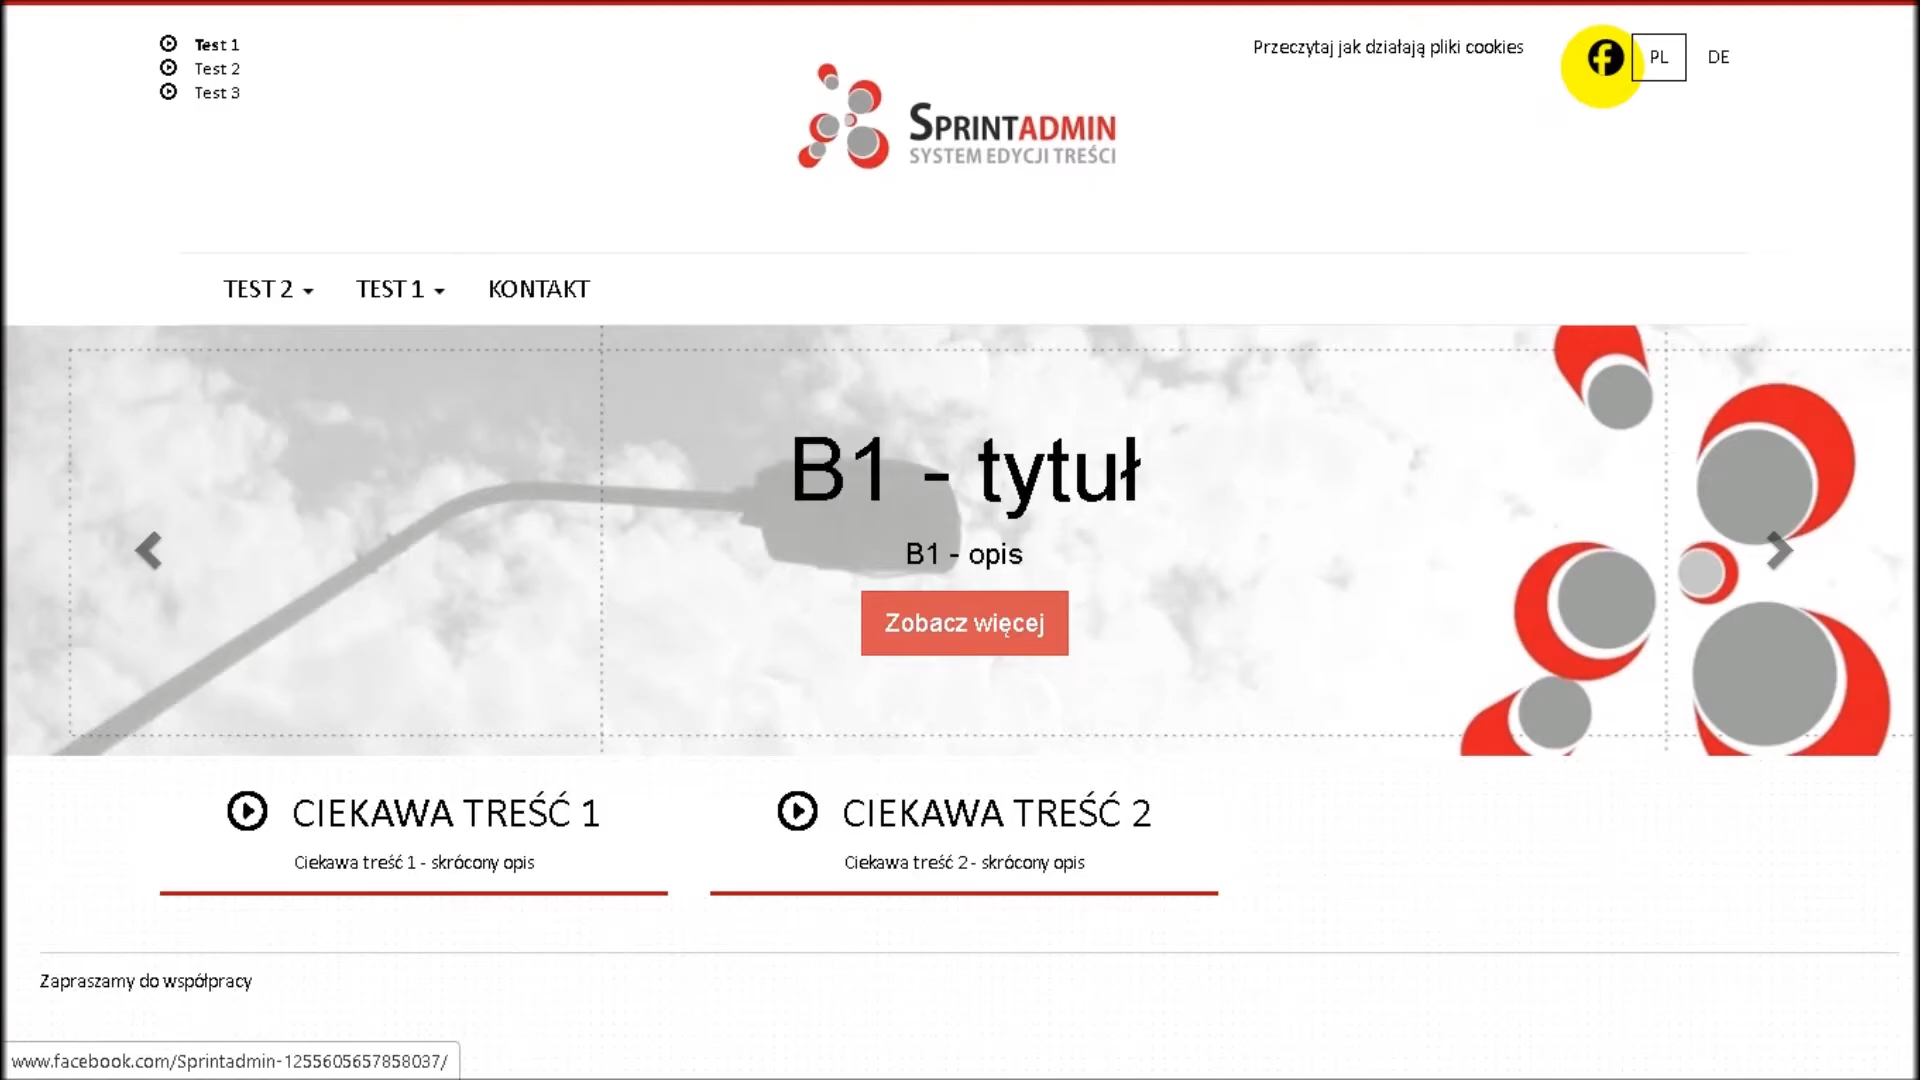 Test 1
Test 2
Test 3
SPRINTADMIN
SYSTEM EDYCJI TREŚCI
Przeczytaj jak działają pliki cookies
PL
DE
TEST 2
TEST 1
KONTAKT
B1 - tytuł
B1 - opis
Zobacz więcej
CIEKAWA TREŚĆ 1
Ciekawa treść 1 - skrócony opis
CIEKAWA TREŚĆ 2
Ciekawa treść 2 - skrócony opis
Zapraszamy do współpracy
www.facebook.com/Sprintadmin-1255605657858037/